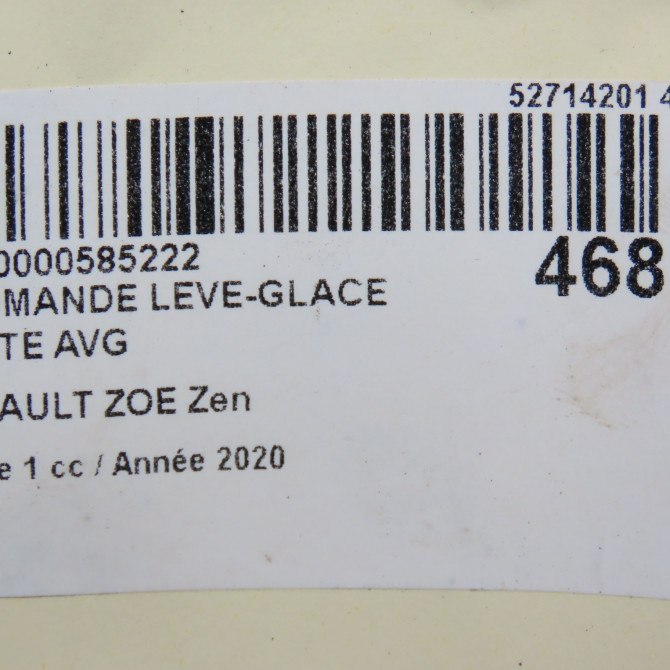 52714201 4
0000585222
468
MANDE LEVE-GLACE
TE AVG
AULT ZOE Zen
e 1 cc / Année 2020